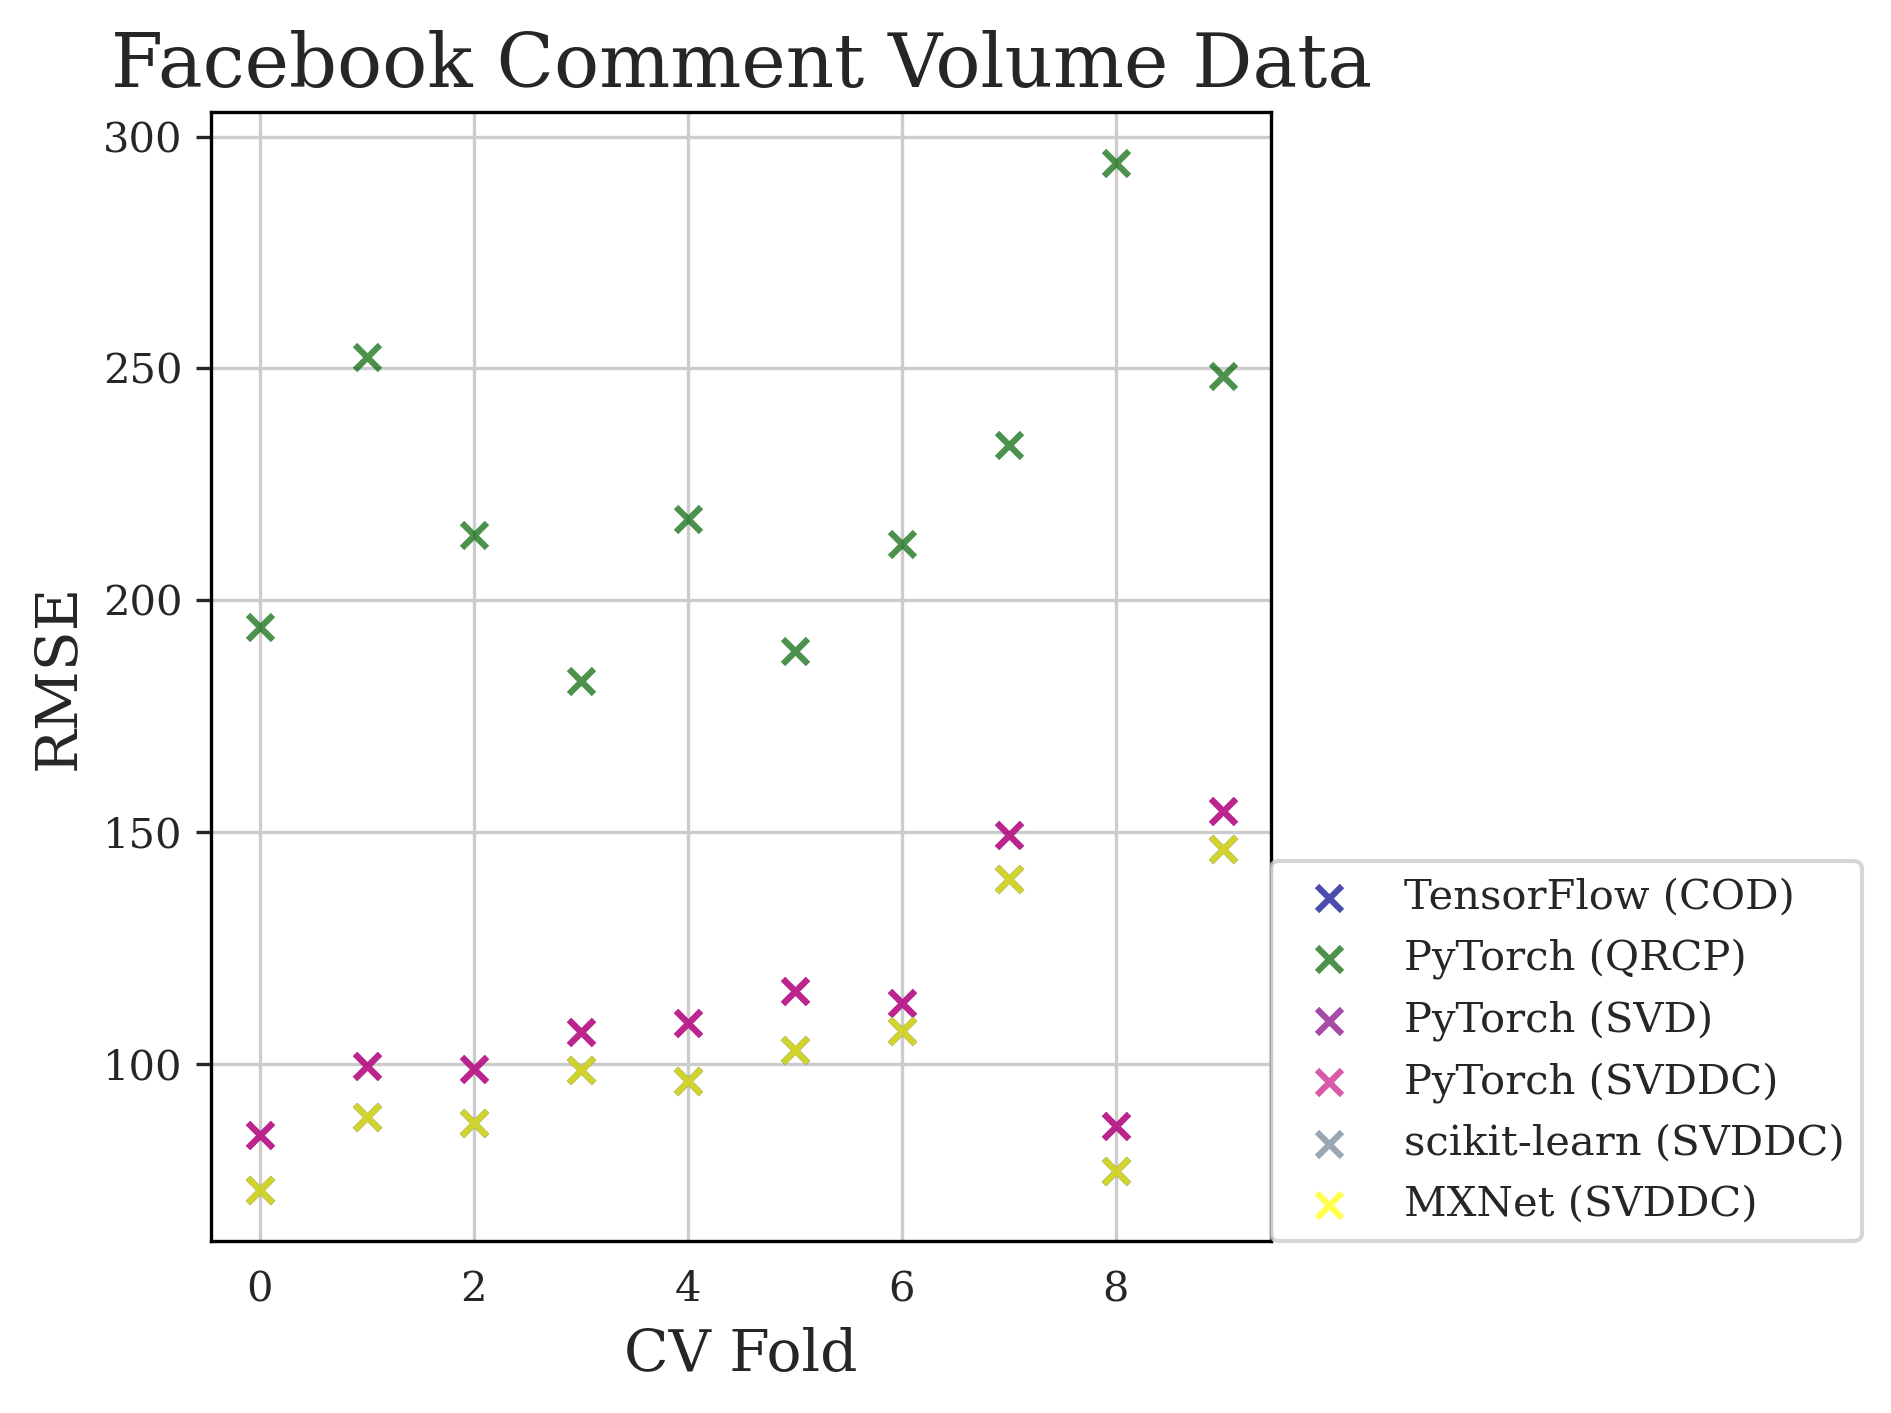 Facebook Comment Volume Data
300
250
200
150
100
RMSE
0 2 4 6 8
CV Fold
TensorFlow (COD)
PyTorch (QRCP)
PyTorch (SVD)
PyTorch (SVDDC)
scikit-learn (SVDDC)
MXNet (SVDDC)